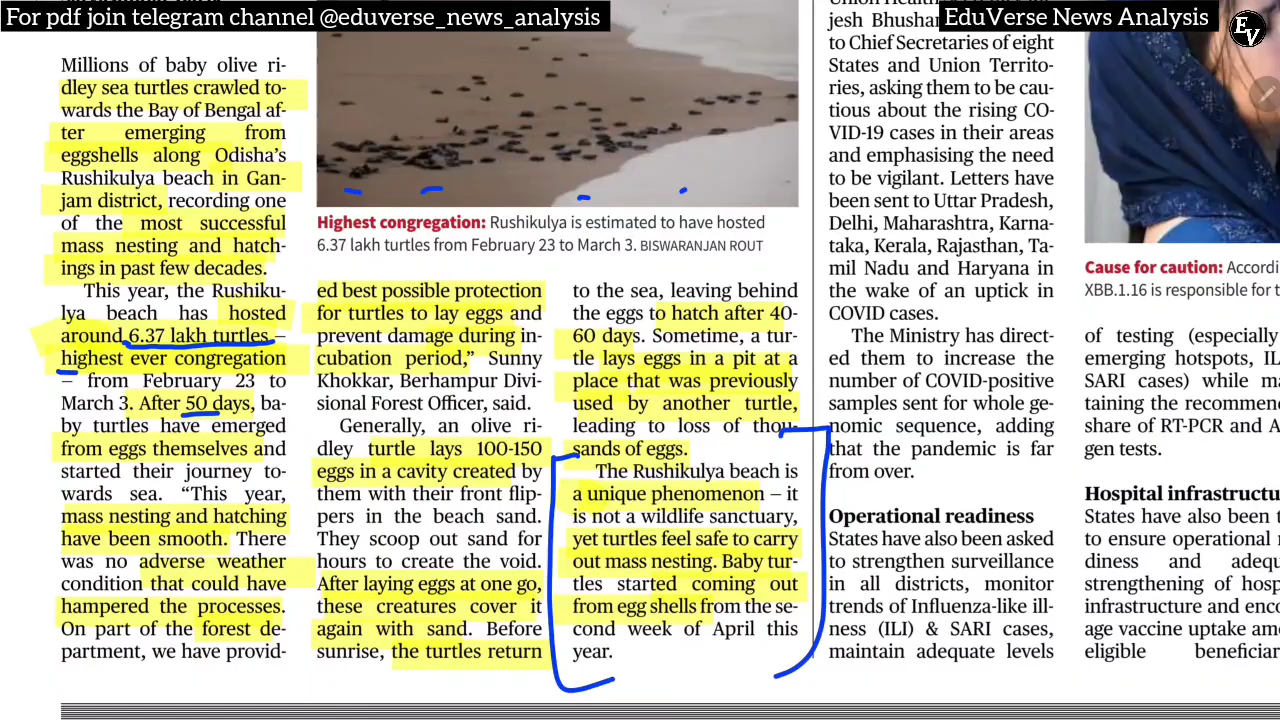 For pdf join telegram channel @eduverse_news_analysis
EduVerse News Analysis
EV
Millions of baby olive ri-
dley sea turtles crawled to-
wards the Bay of Bengal af-
ter emerging from
eggshells along Odisha's
Rushikulya beach in Gan-
jam district, recording one
of the most successful
mass nesting and hatch-
ings in past few decades.
This year, the Rushiku-
lya beach has hosted
around 6.37 lakh turtles –
highest ever congregation
– from February 23 to
March 3. After 50 days, ba-
by turtles have emerged
from eggs themselves and
started their journey to-
wards sea. “This year,
mass nesting and hatching
have been smooth. There
was no adverse weather
condition that could have
hampered the processes.
On part of the forest de-
partment, we have provid-
Highest congregation: Rushikulya is estimated to have hosted
6.37 lakh turtles from February 23 to March 3. BISWARANJAN ROUT
ed best possible protection
for turtles to lay eggs and
prevent damage during in-
cubation period,” Sunny
Khokkar, Berhampur Divi-
sional Forest Officer, said.
Generally, an olive ri-
dley turtle lays 100-150
eggs in a cavity created by
them with their front flip-
pers in the beach sand.
They scoop out sand for
hours to create the void.
After laying eggs at one go,
these creatures cover it
again with sand. Before
sunrise, the turtles return
to the sea, leaving behind
the eggs to hatch after 40-
60 days. Sometime, a tur-
tle lays eggs in a pit at a
place that was previously
used by another turtle,
leading to loss of thou-
sands of eggs.
The Rushikulya beach is
a unique phenomenon – it
is not a wildlife sanctuary,
yet turtles feel safe to carry
out mass nesting. Baby tur-
tles started coming out
from egg shells from the se-
cond week of April this
year.
jesh Bhushan
to Chief Secretaries of eight
States and Union Territo-
ries, asking them to be cau-
tious about the rising CO-
VID-19 cases in their areas
and emphasising the need
to be vigilant. Letters have
been sent to Uttar Pradesh,
Delhi, Maharashtra, Karna-
taka, Kerala, Rajasthan, Ta-
mil Nadu and Haryana in
the wake of an uptick in
COVID cases.
The Ministry has direct-
ed them to increase the
number of COVID-positive
samples sent for whole ge-
nomic sequence, adding
that the pandemic is far
from over.
Operational readiness
States have also been asked
to strengthen surveillance
in all districts, monitor
trends of Influenza-like ill-
ness (ILI) & SARI cases,
maintain adequate levels
Cause for caution: Accordi
XBB.1.16 is responsible for t
of testing (especially
emerging hotspots, IL
SARI cases) while ma
taining the recommen
share of RT-PCR and A
gen tests.
Hospital infrastructu
States have also been t
to ensure operational r
diness and adequ
strengthening of hosp
infrastructure and enco
age vaccine uptake amo
eligible beneficiar